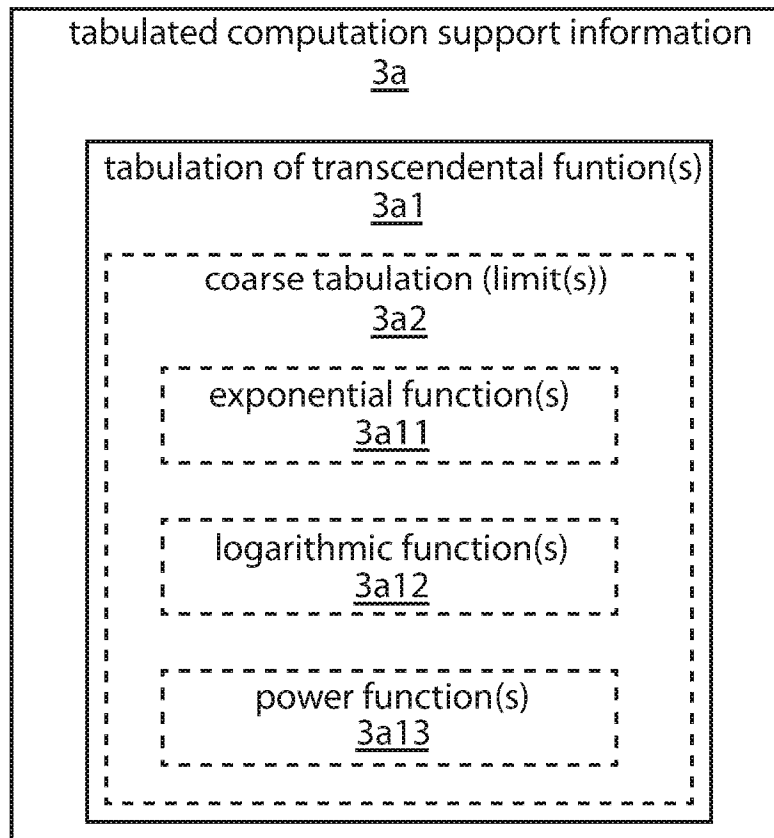 tabulated computation support information
3a
tabulation of transcendental funtion(s)
3a1
coarse tabulation (limit(s))
3a2
exponential function(s)
3a11
logarithmic function(s)
3a12
power function(s)
3a13